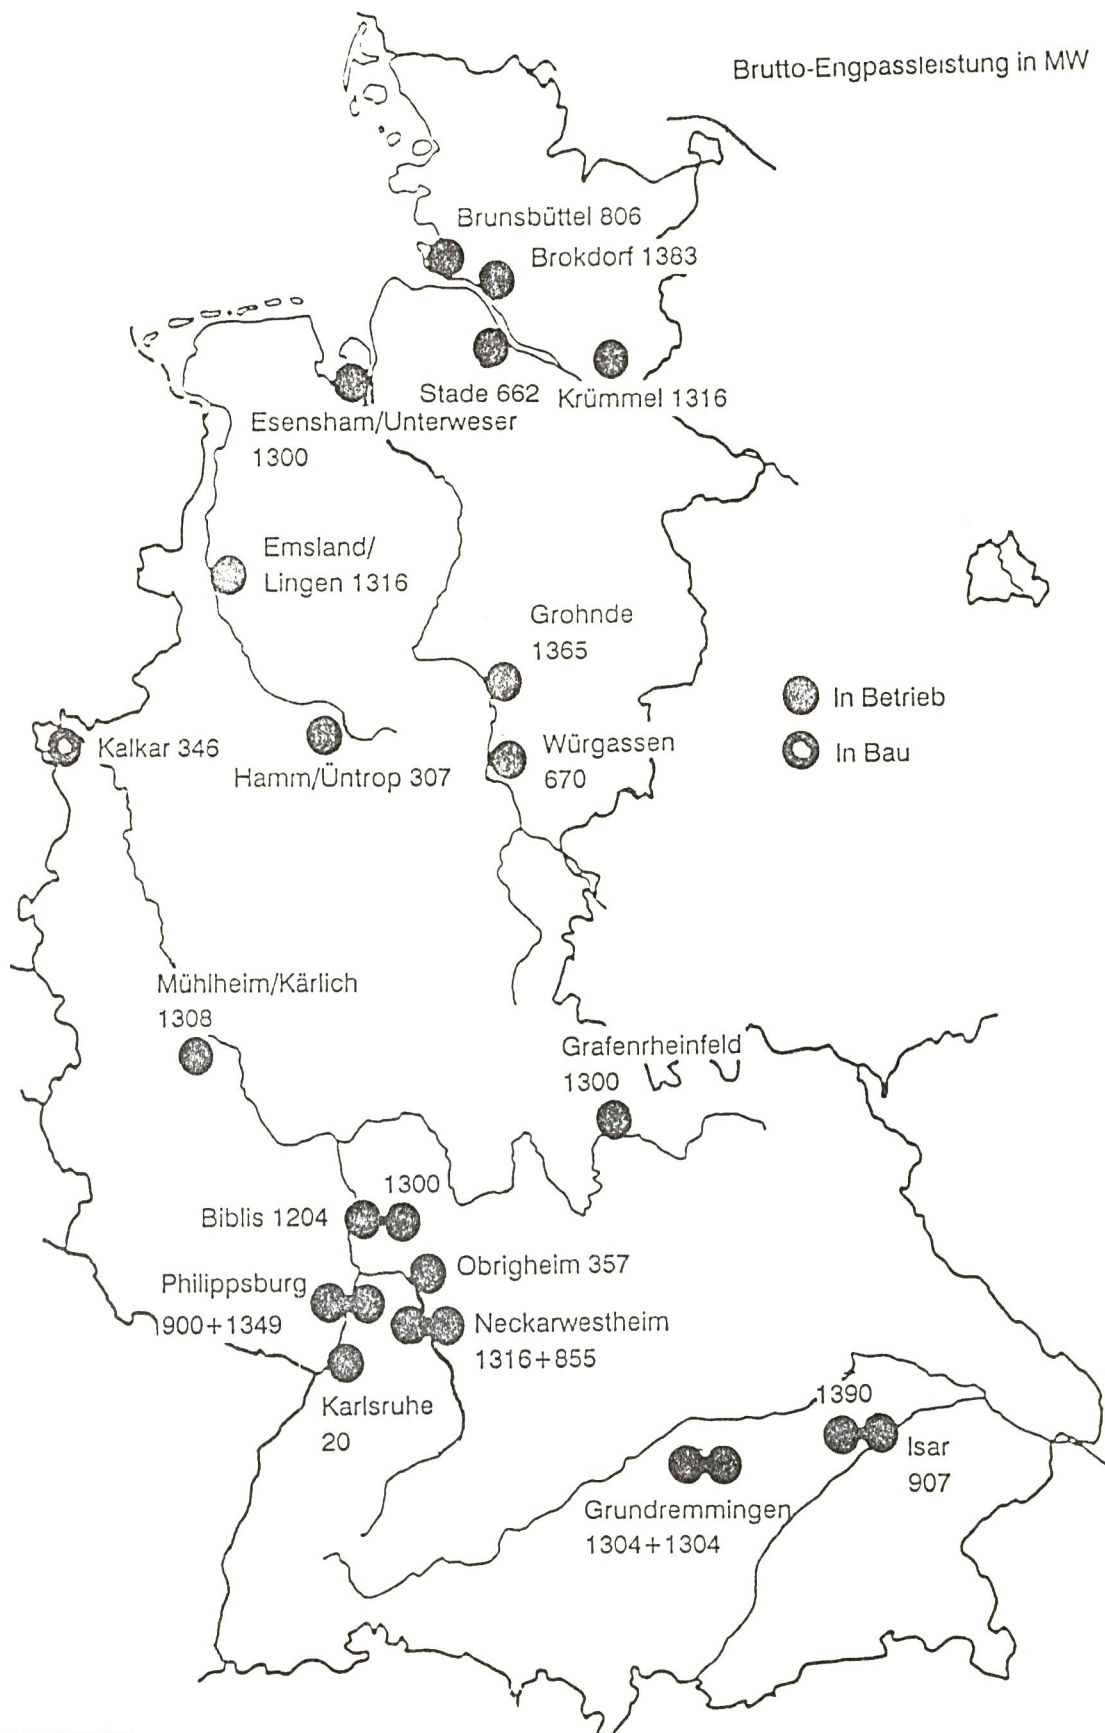 Brutto-Engpassleistung in MW
Brunsbüttel 806
Brokdorf 1383
Stade 662
Krümmel 1316
Esensham/Unterweser
1300
Emsland/
Lingen 1316
Grohnde
1365
In Betrieb
Kalkar 346
Würgassen
670
In Bau
Hamm/Üntrop 307
Mühlheim/Kärlich
1308
Grafenrheinfeld
1300
1300
Biblis 1204
Obrigheim 357
Philippsburg
900+1349
Neckarwestheim
1316+855
Karlsruhe
20
1390
Isar
907
Grundremmingen
1304+1304